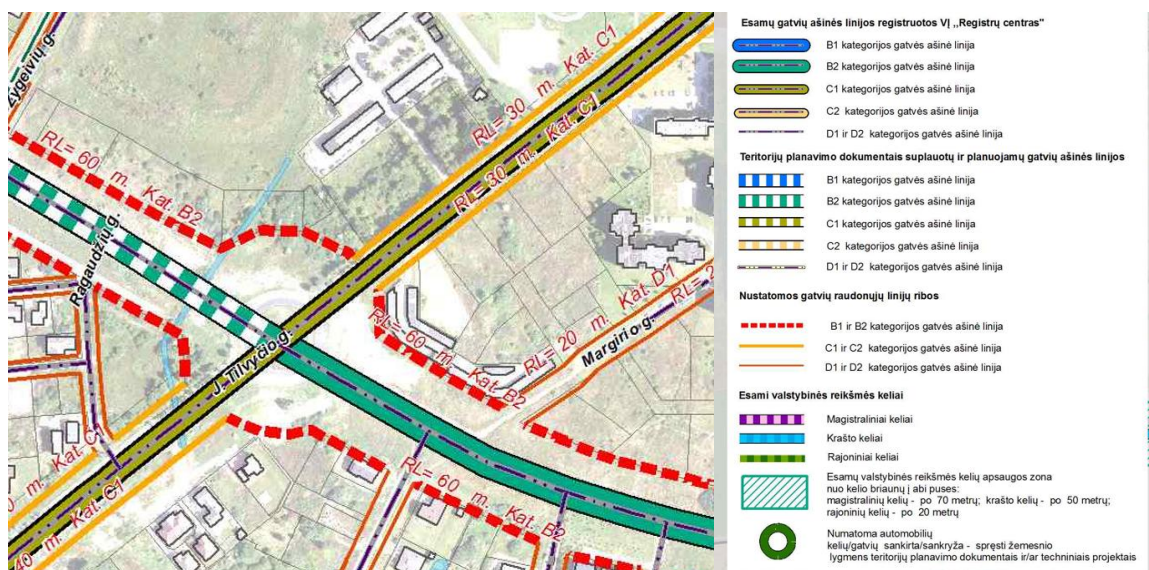 Žygeivių g.
RL= 60 m. Kat. B2
RL= 30 m. Kat. C1
RL= 30 m. Kat. C1
Ragaudžių g.
J. Tilvyčio g.
RL= 60 m. Kat. B2
RL= 20 m. Kat. D1
Margirio g.
RL= 2
Kat. C1
40 m. Kat. C1
RL= 60 m. Kat. B2
Esamų gatvių ašinės linijos registruotos VĮ ,,Registrų centras"
B1 kategorijos gatvės ašinė linija
B2 kategorijos gatvės ašinė linija
C1 kategorijos gatvės ašinė linija
C2 kategorijos gatvės ašinė linija
D1 ir D2 kategorijos gatvės ašinė linija
Teritorijų planavimo dokumentais suplauotų ir planuojamų gatvių ašinės linijos
B1 kategorijos gatvės ašinė linija
B2 kategorijos gatvės ašinė linija
C1 kategorijos gatvės ašinė linija
C2 kategorijos gatvės ašinė linija
D1 ir D2 kategorijos gatvės ašinė linija
Nustatomos gatvių raudonųjų linijų ribos
B1 ir B2 kategorijos gatvės ašinė linija
C1 ir C2 kategorijos gatvės ašinė linija
D1 ir D2 kategorijos gatvės ašinė linija
Esami valstybinės reikšmės keliai
Magistraliniai keliai
Krašto keliai
Rajoniniai keliai
Esamų valstybinės reikšmės kelių apsaugos zona
nuo kelio briaunų į abi puses:
magistralinių kelių - po 70 metrų; krašto kelių - po 50 metrų;
rajoninių kelių - po 20 metrų
Numatoma automobilių
kelių/gatvių sankirta/sankryža - spręsti žemesnio
lygmens teritorijų planavimo dokumentais ir/ar techniniais projektais